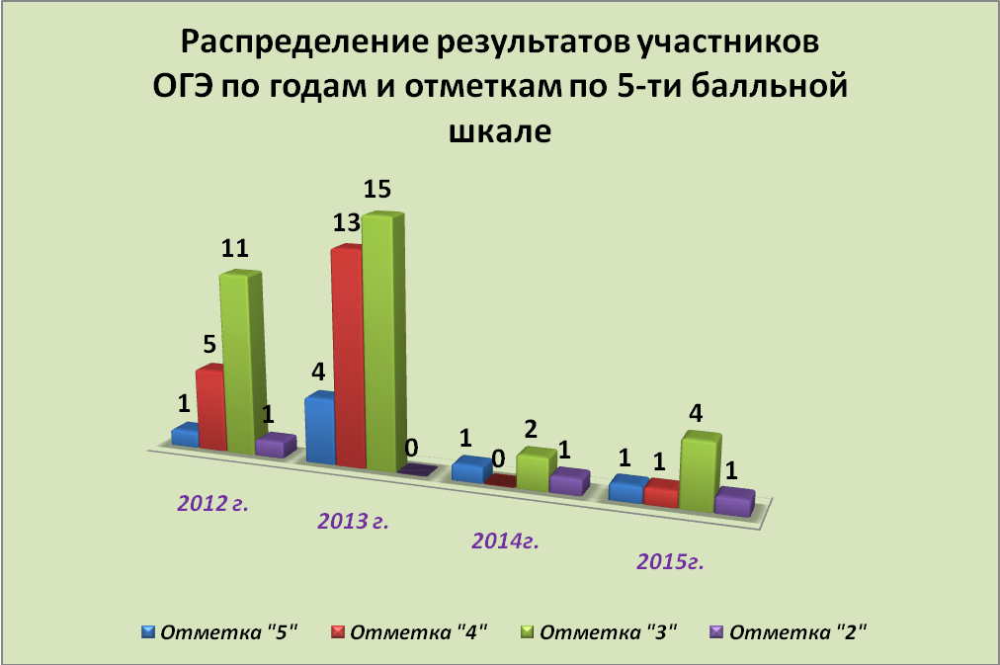 Распределение результатов участников
ОГЭ по годам и отметкам по 5-ти балльной
шкале
1
5
11
1
4
13
15
0
1
0
2
1
1
1
4
1
2012 г.
2013 г.
2014г.
2015г.
Отметка "5"
Отметка "4"
Отметка "3"
Отметка "2"